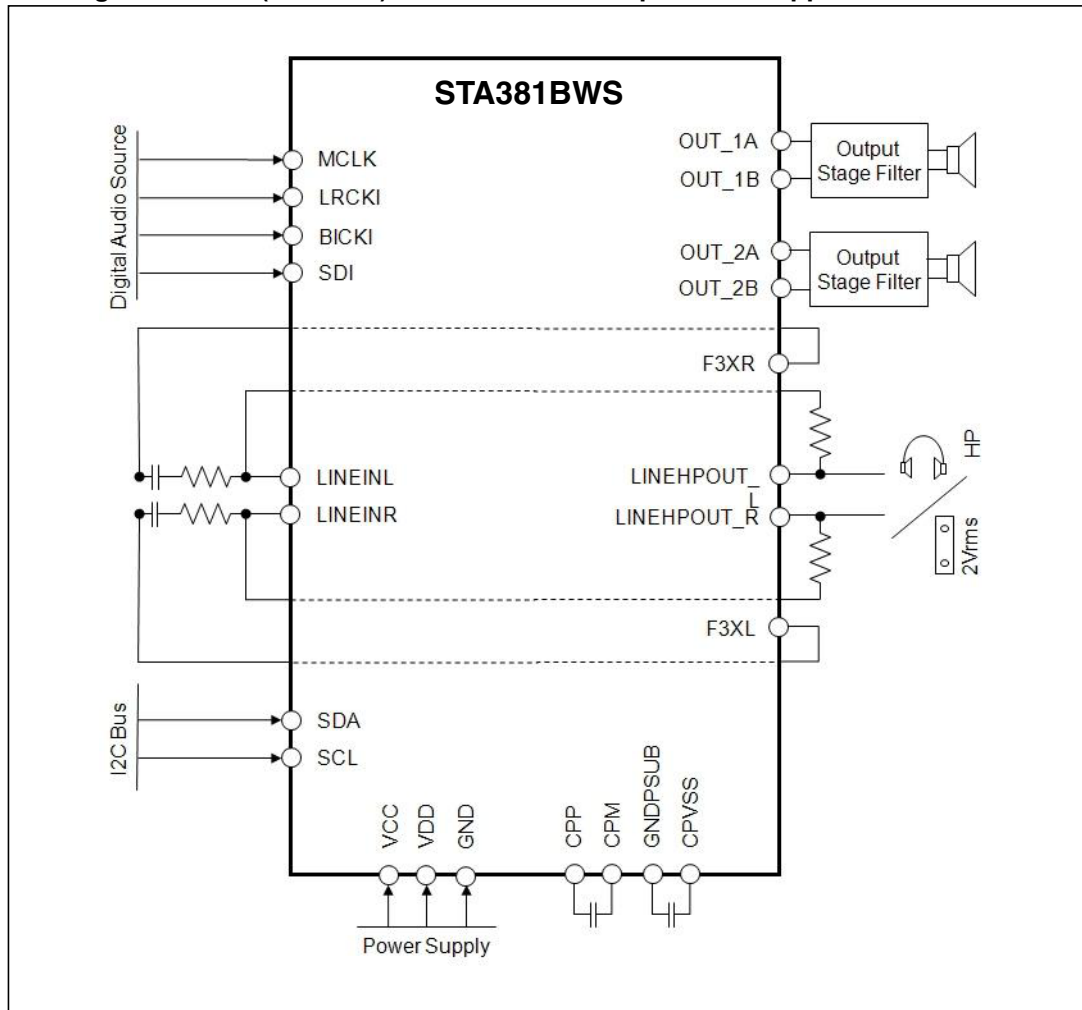 STA381BWS
Digital Audio Source
MCLK
LRCKI
BICKI
SDI
OUT_1A
OUT_1B
Output
Stage Filter
OUT_2A
OUT_2B
Output
Stage Filter
F3XR
LINEINL
LINEINR
LINEHPOUT_
L
LINEHPOUT_R
HP
2Vrms
F3XL
I2C Bus
SDA
SCL
VCC
VDD
GND
CPP
CPM
GNDPSUB
CPVSS
Power Supply